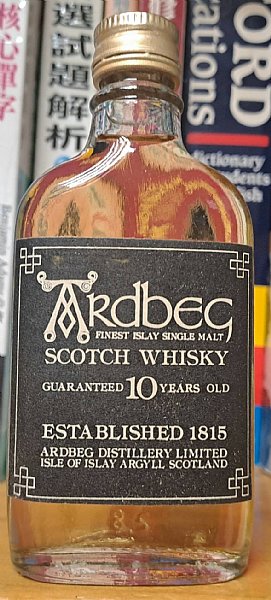 核心單字
選試題解析
ORD
ations
ictionary
Ardbeg
FINEST ISLAY SINGLE MALT
SCOTCH WHISKY
GUARANTEED 10 YEARS OLD
ESTABLISHED 1815
ARDBEG DISTILLERY LIMITED
ISLE OF ISLAY ARGYLL SCOTLAND